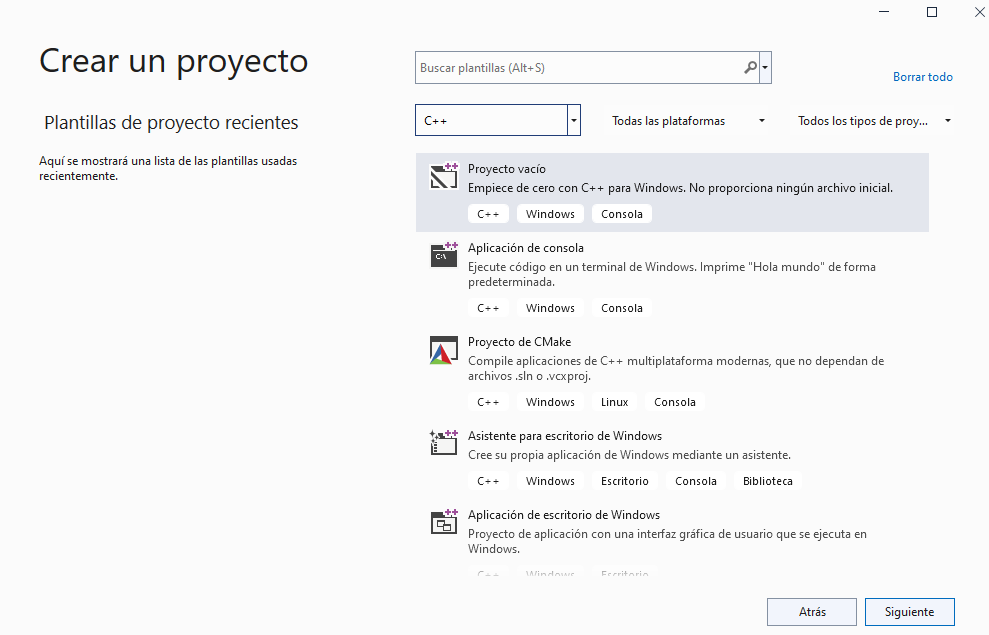 Crear un proyecto
Buscar plantillas (Alt+S)
Borrar todo
Plantillas de proyecto recientes
C++
Todas las plataformas
Todos los tipos de proy...
Aquí se mostrará una lista de las plantillas usadas
recientemente.
Proyecto vacío
Empiece de cero con C++ para Windows. No proporciona ningún archivo inicial.
C++ Windows Consola
C:\
Aplicación de consola
Ejecute código en un terminal de Windows. Imprime "Hola mundo" de forma
predeterminada.
C++ Windows Consola
Proyecto de CMake
Compile aplicaciones de C++ multiplataforma modernas, que no dependan de
archivos .sln o .vcxproj.
C++ Windows Linux Consola
Asistente para escritorio de Windows
Cree su propia aplicación de Windows mediante un asistente.
C++ Windows Escritorio Consola Biblioteca
Aplicación de escritorio de Windows
Proyecto de aplicación con una interfaz gráfica de usuario que se ejecuta en
Windows.
C++ Windows Escritorio
Atrás
Siguiente